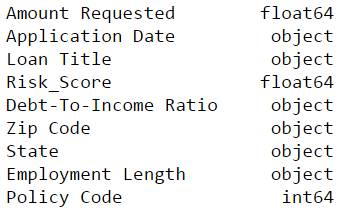 Amount Requested float64
Application Date object
Loan Title object
Risk_Score float64
Debt-To-Income Ratio object
Zip Code object
State object
Employment Length object
Policy Code int64